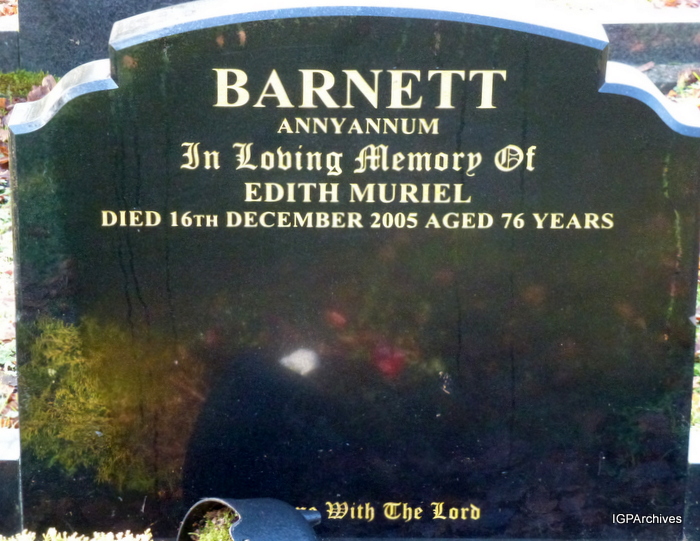 BARNETT
ANNYANNUM
In Loving Memory Of
EDITH MURIEL
DIED 16TH DECEMBER 2005 AGED 76 YEARS
With The Lord
IGPArchives